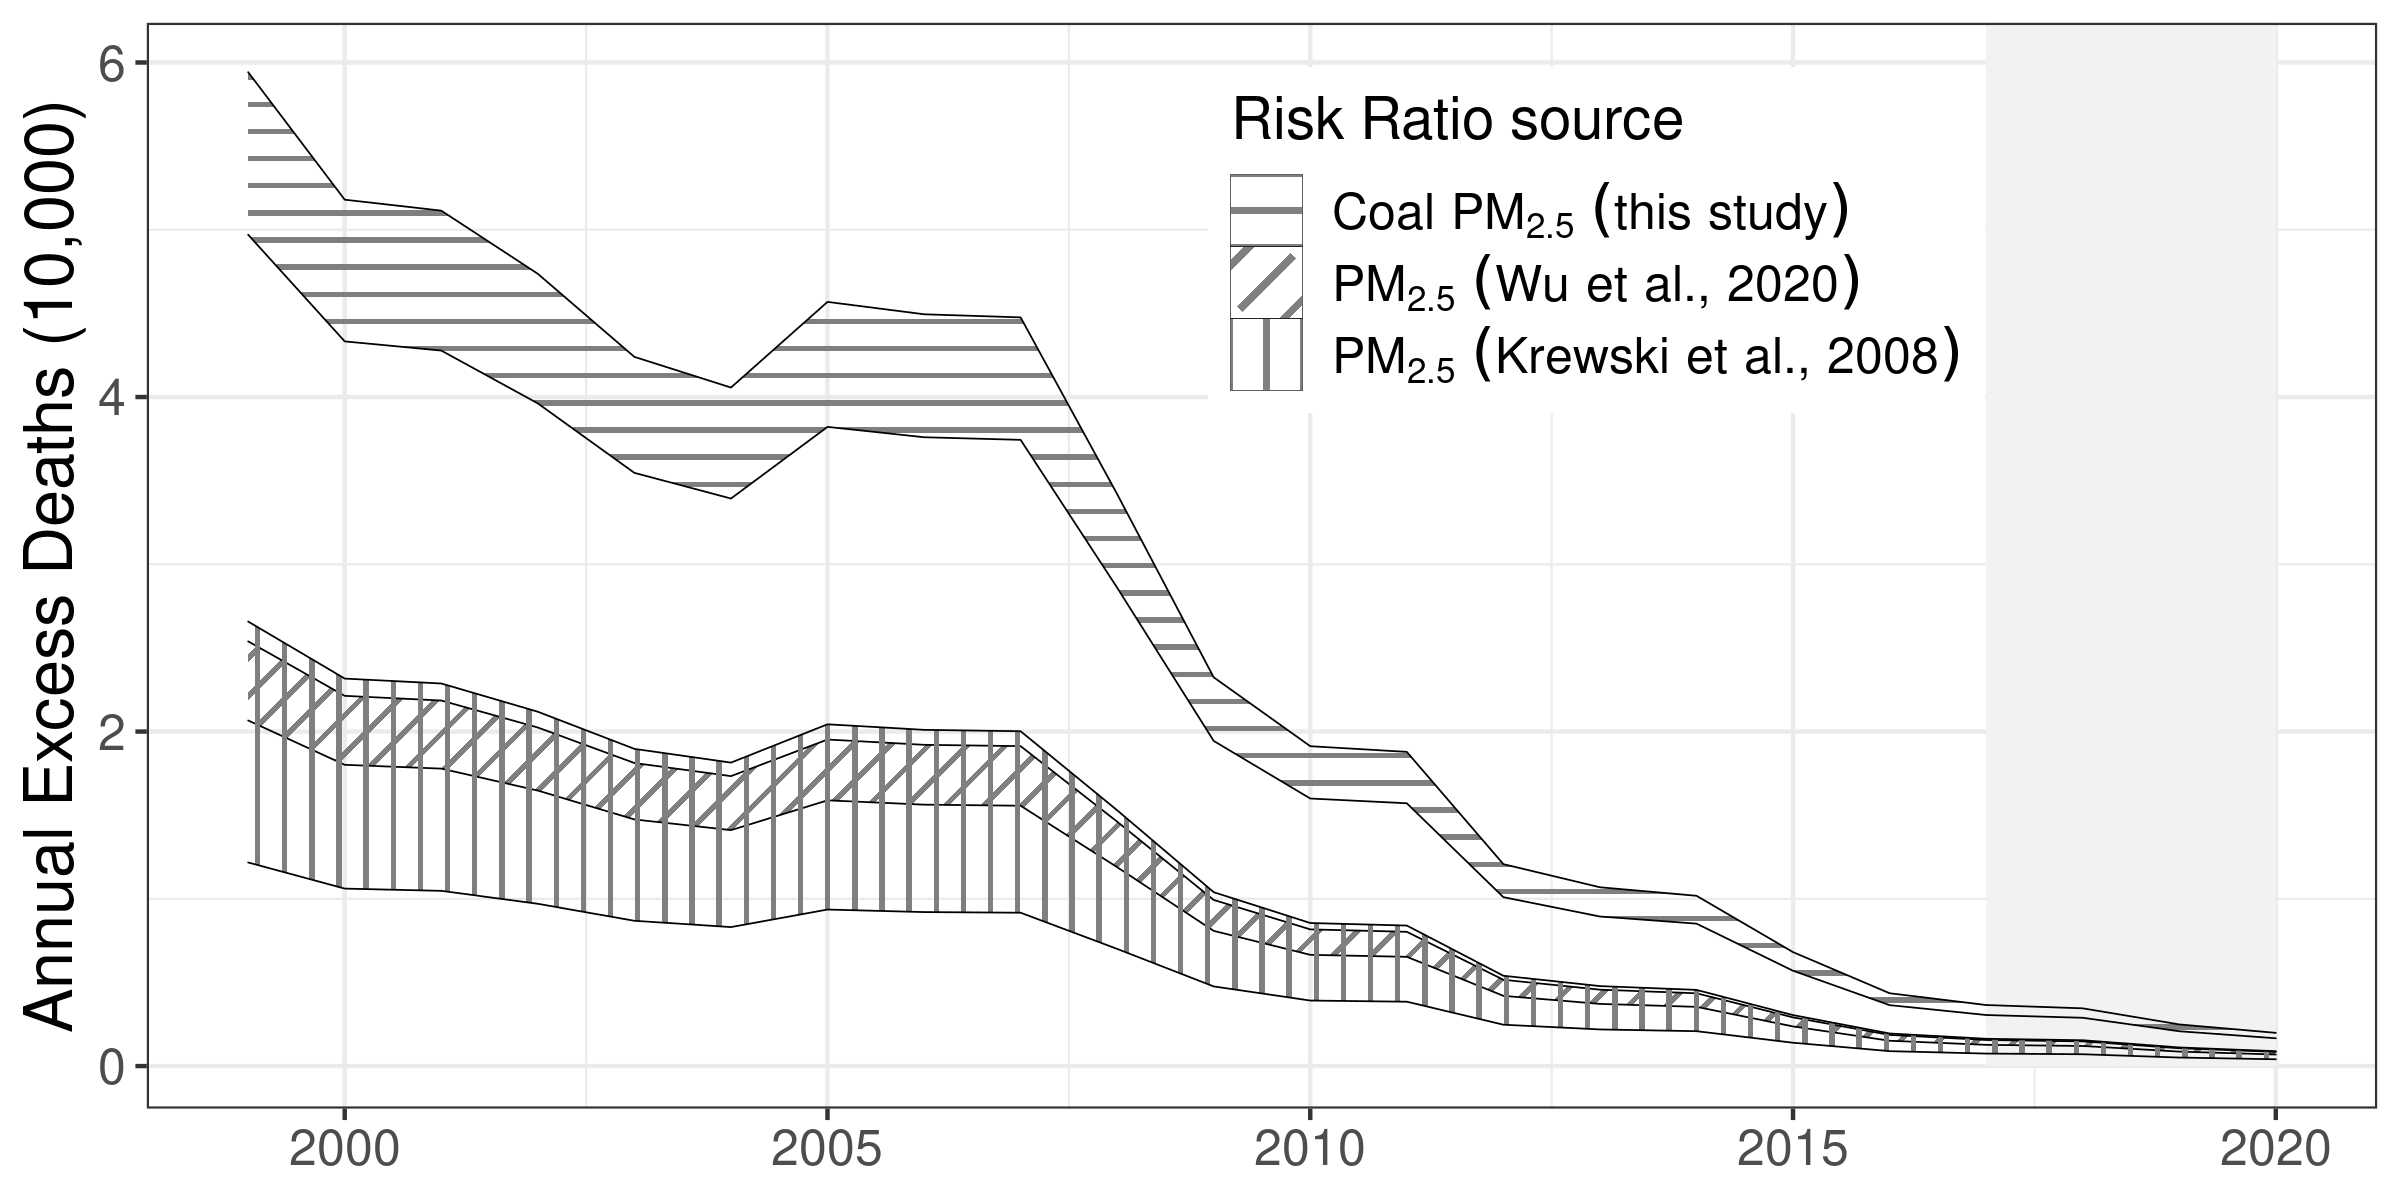 Annual Excess Deaths (10,000)
6
4
2
0
Risk Ratio source
Coal PM2.5 (this study)
PM2.5 (Wu et al., 2020)
PM2.5 (Krewski et al., 2008)
2000 2005 2010 2015 2020